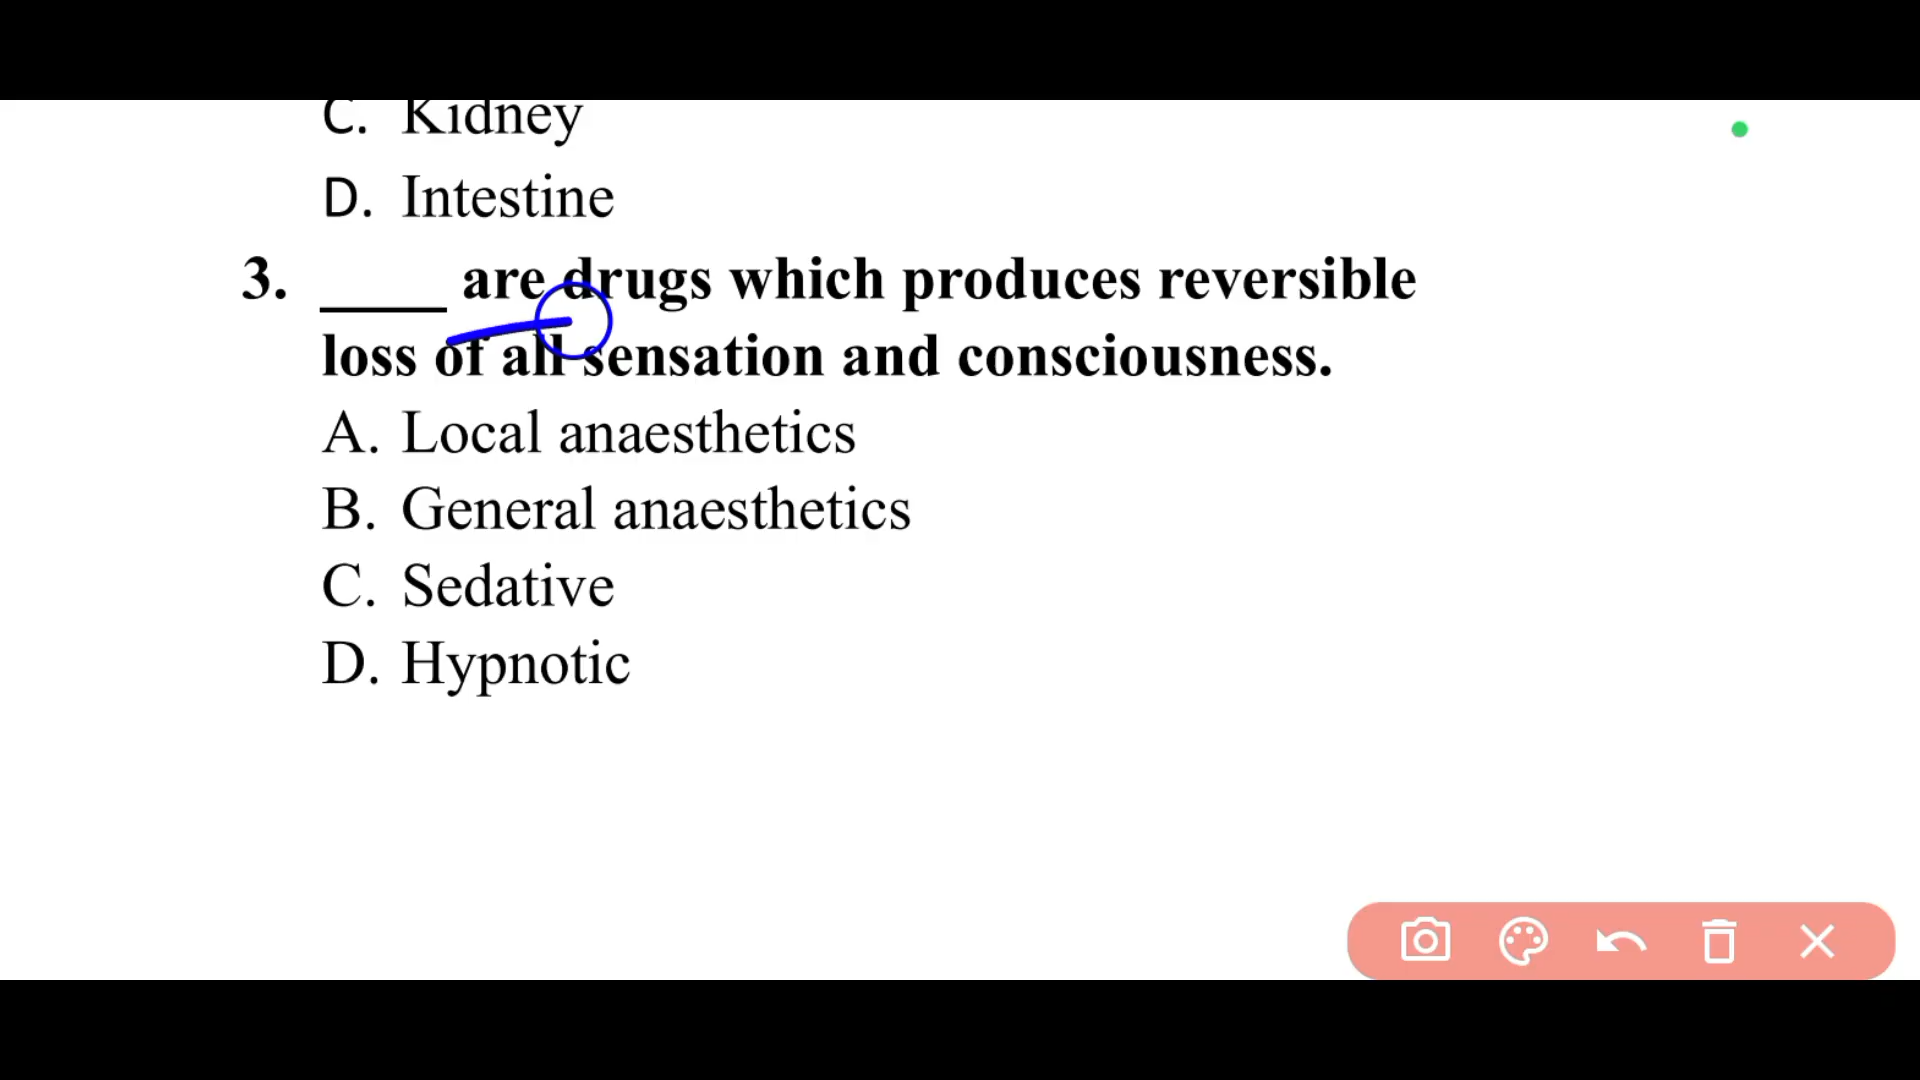 C. Kidney
D. Intestine
3. ____ are drugs which produces reversible
loss of all sensation and consciousness.
A. Local anaesthetics
B. General anaesthetics
C. Sedative
D. Hypnotic